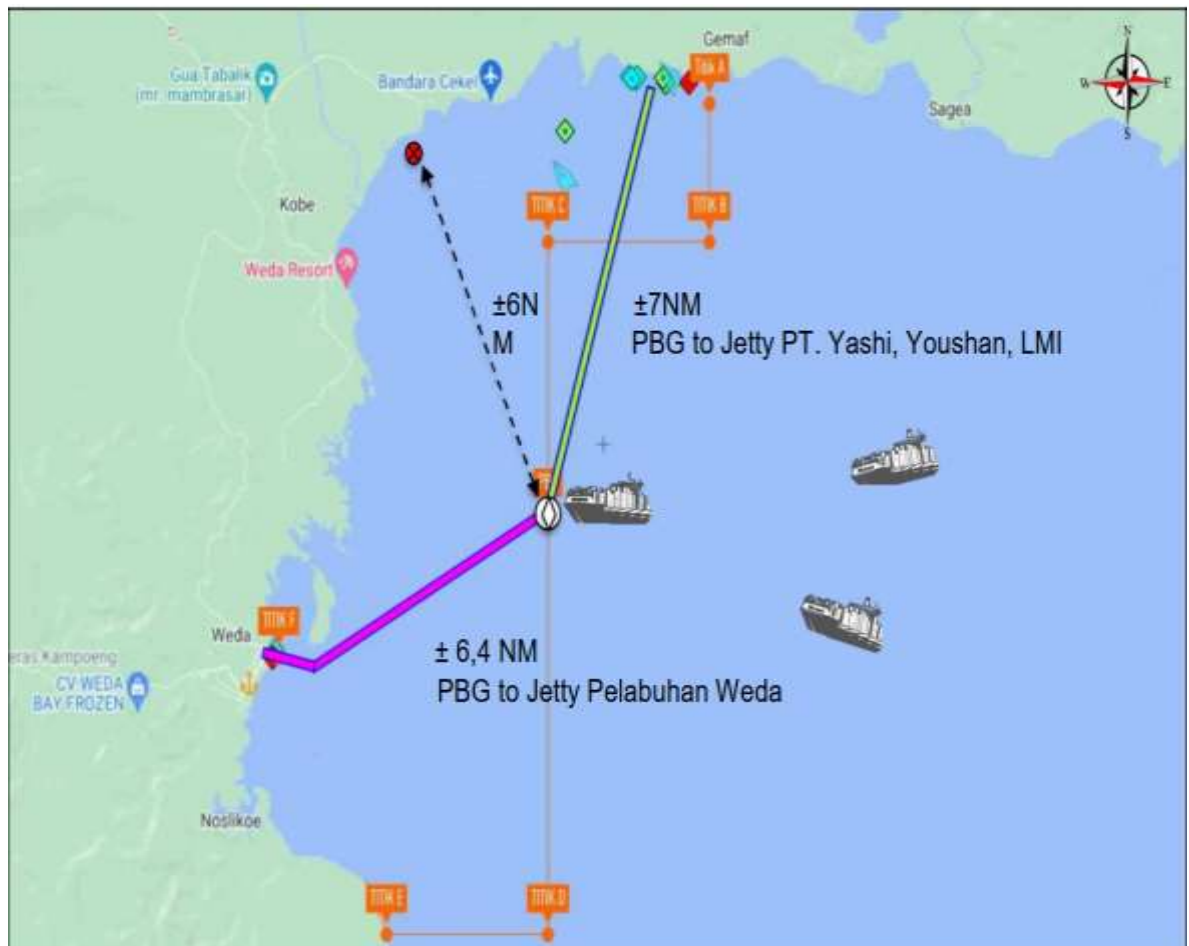 Gemaf
N
Gua Tabalik
(mr. mambrasar)
Bandara Cekel
Titik A
W
E
S
Sagea
Kobe
TITIK C
TITIK B
Weda Resort
±6N
M
±7NM
PBG to Jetty PT. Yashi, Youshan, LMI
Weda
TITIK F
eras Kampoeng
CV WEDA
BAY FROZEN
± 6,4 NM
PBG to Jetty Pelabuhan Weda
Noslikoe
TITIK E
TITIK D